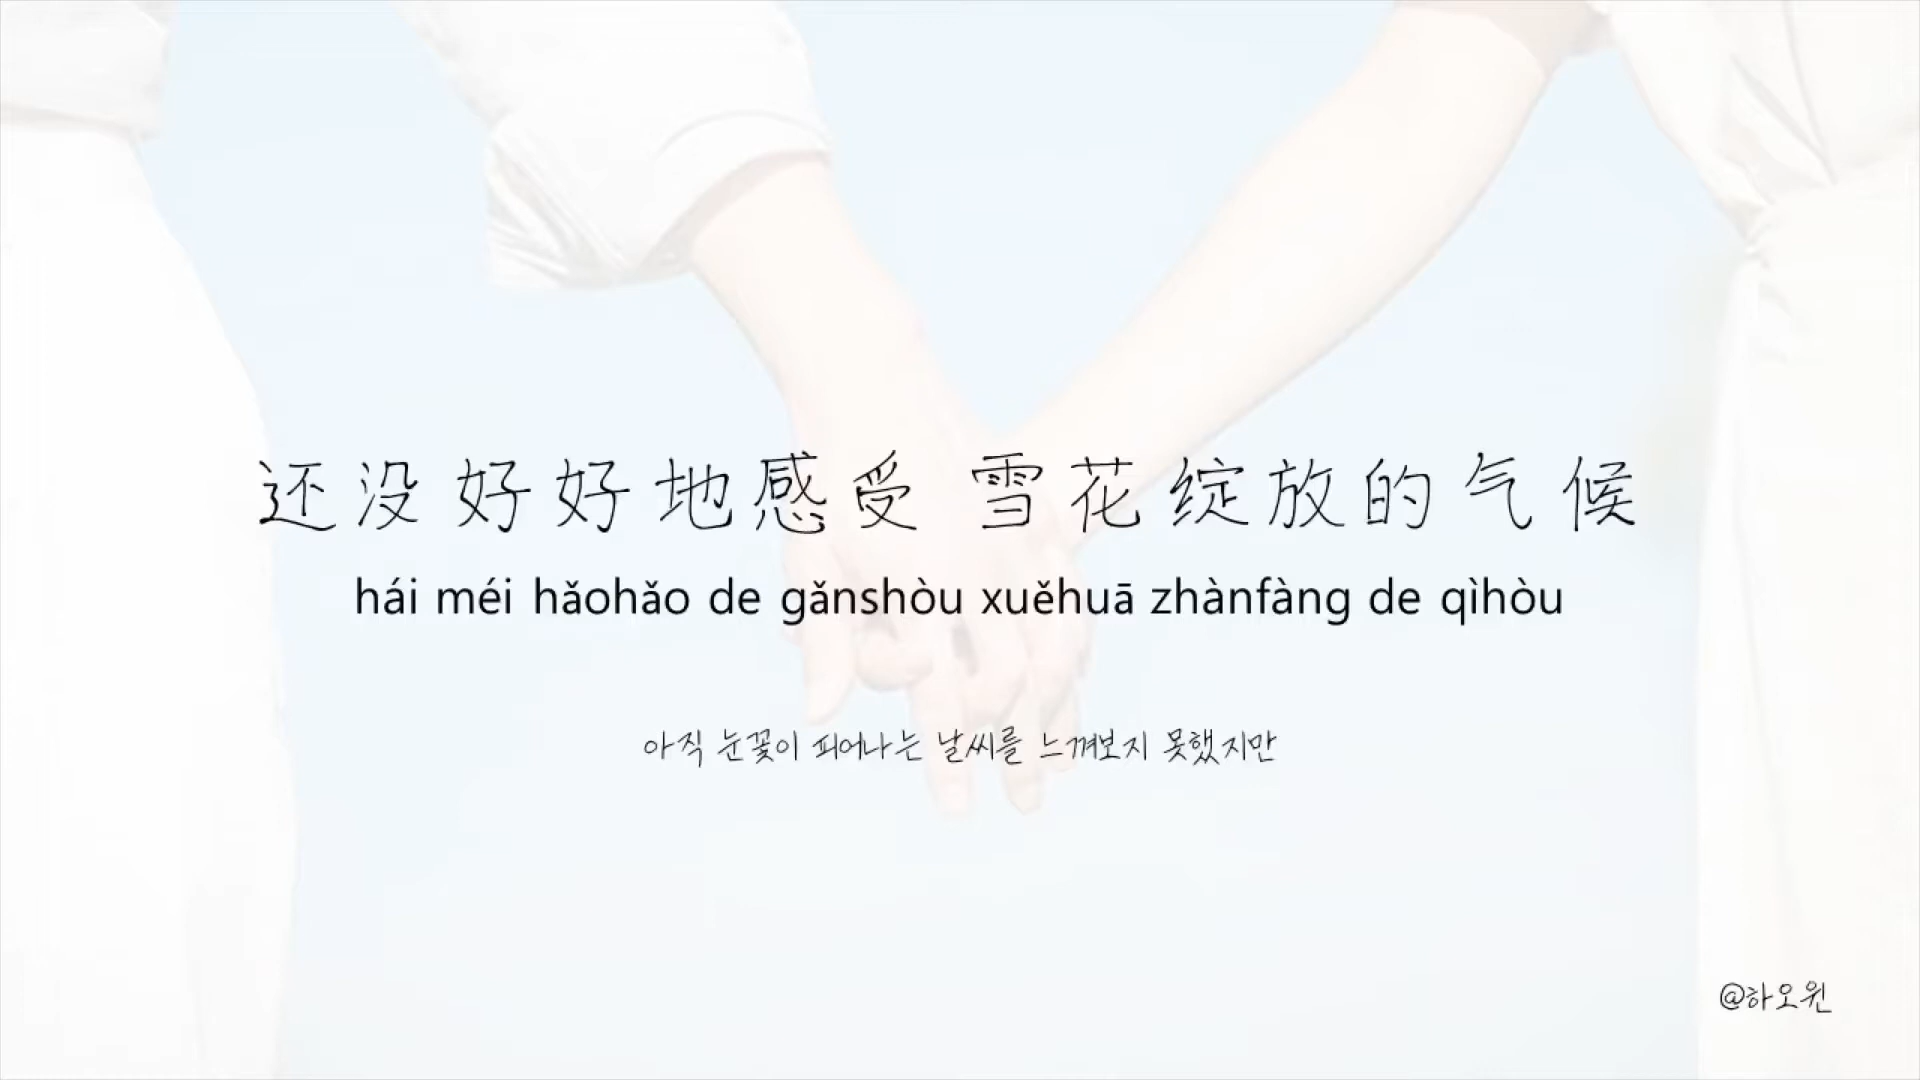 还没好好地感受 雪花绽放的气候
hái méi hǎohǎo de gǎnshòu xuěhuā zhànfàng de qìhòu
아직 눈꽃이 피어나는 날씨를 느껴보지 못했지만
@하오원